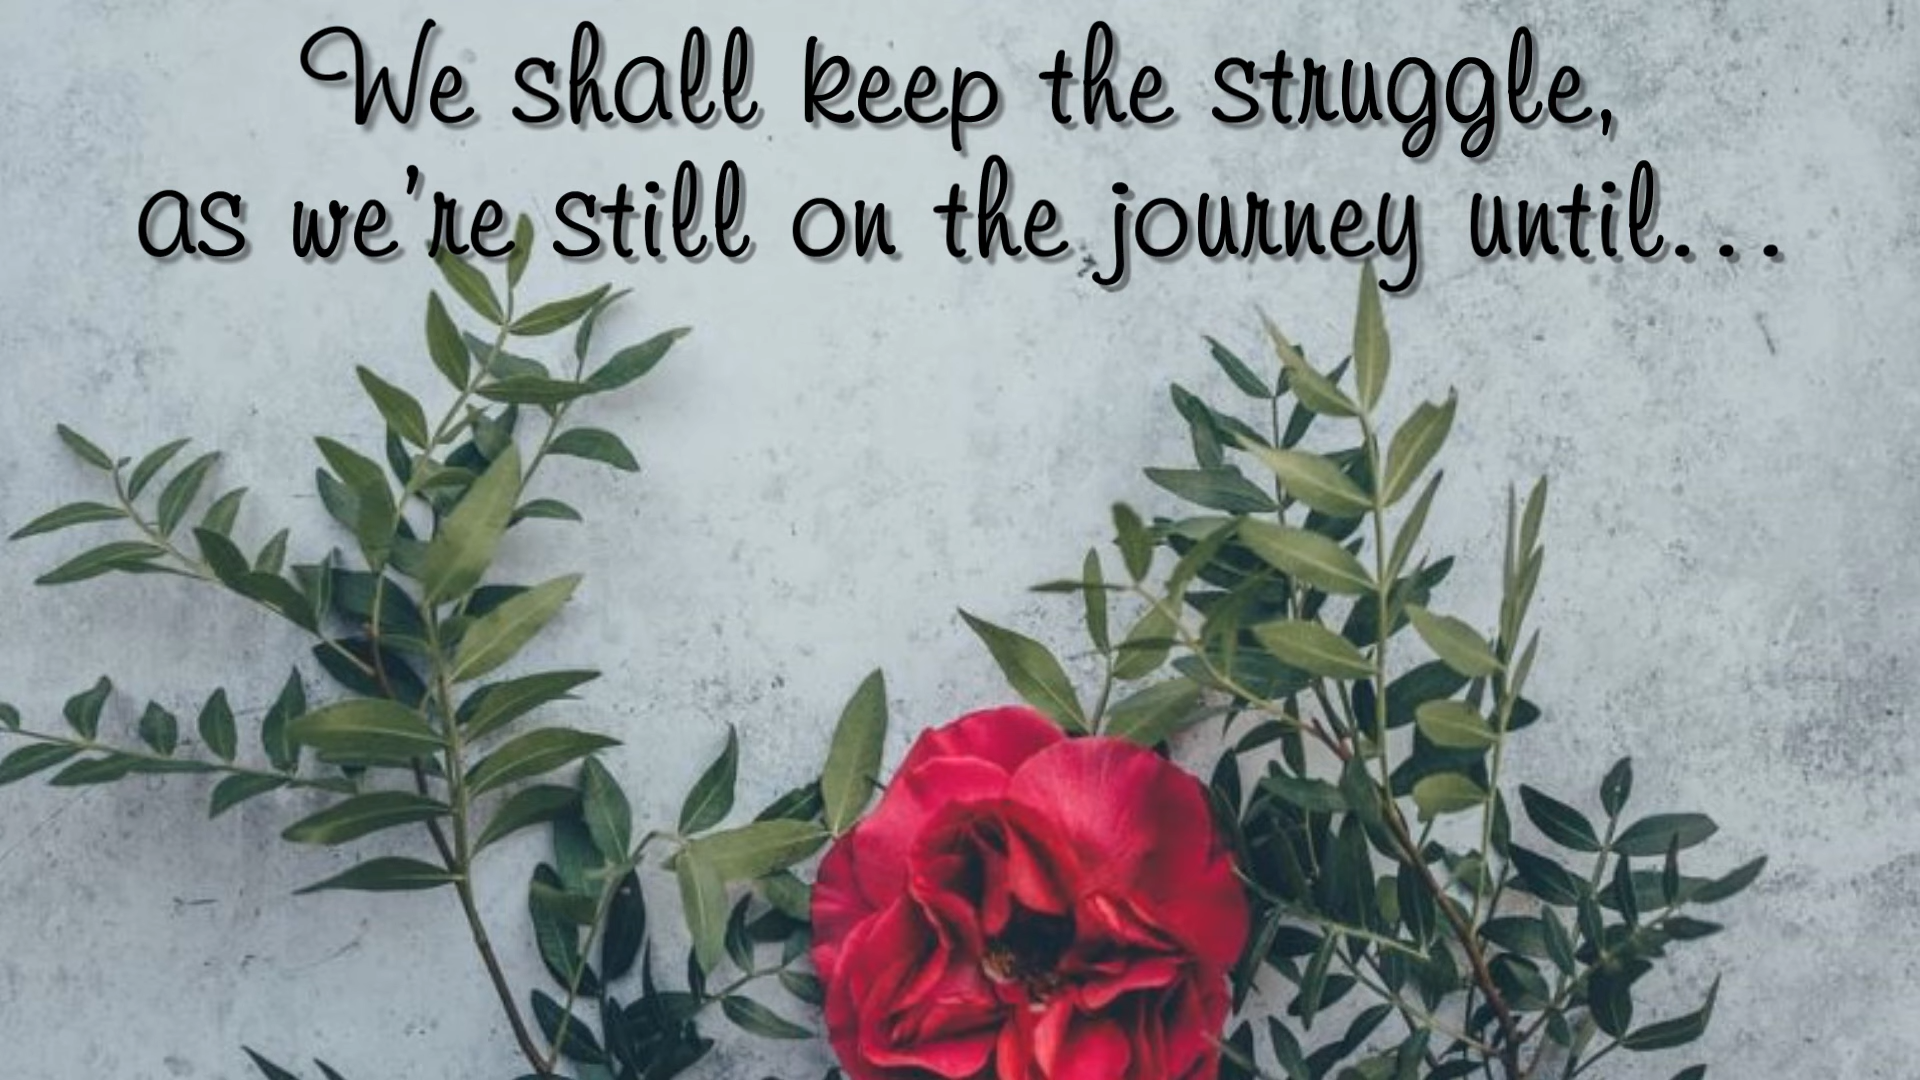 We shall keep the struggle,
as we're still on the journey until...